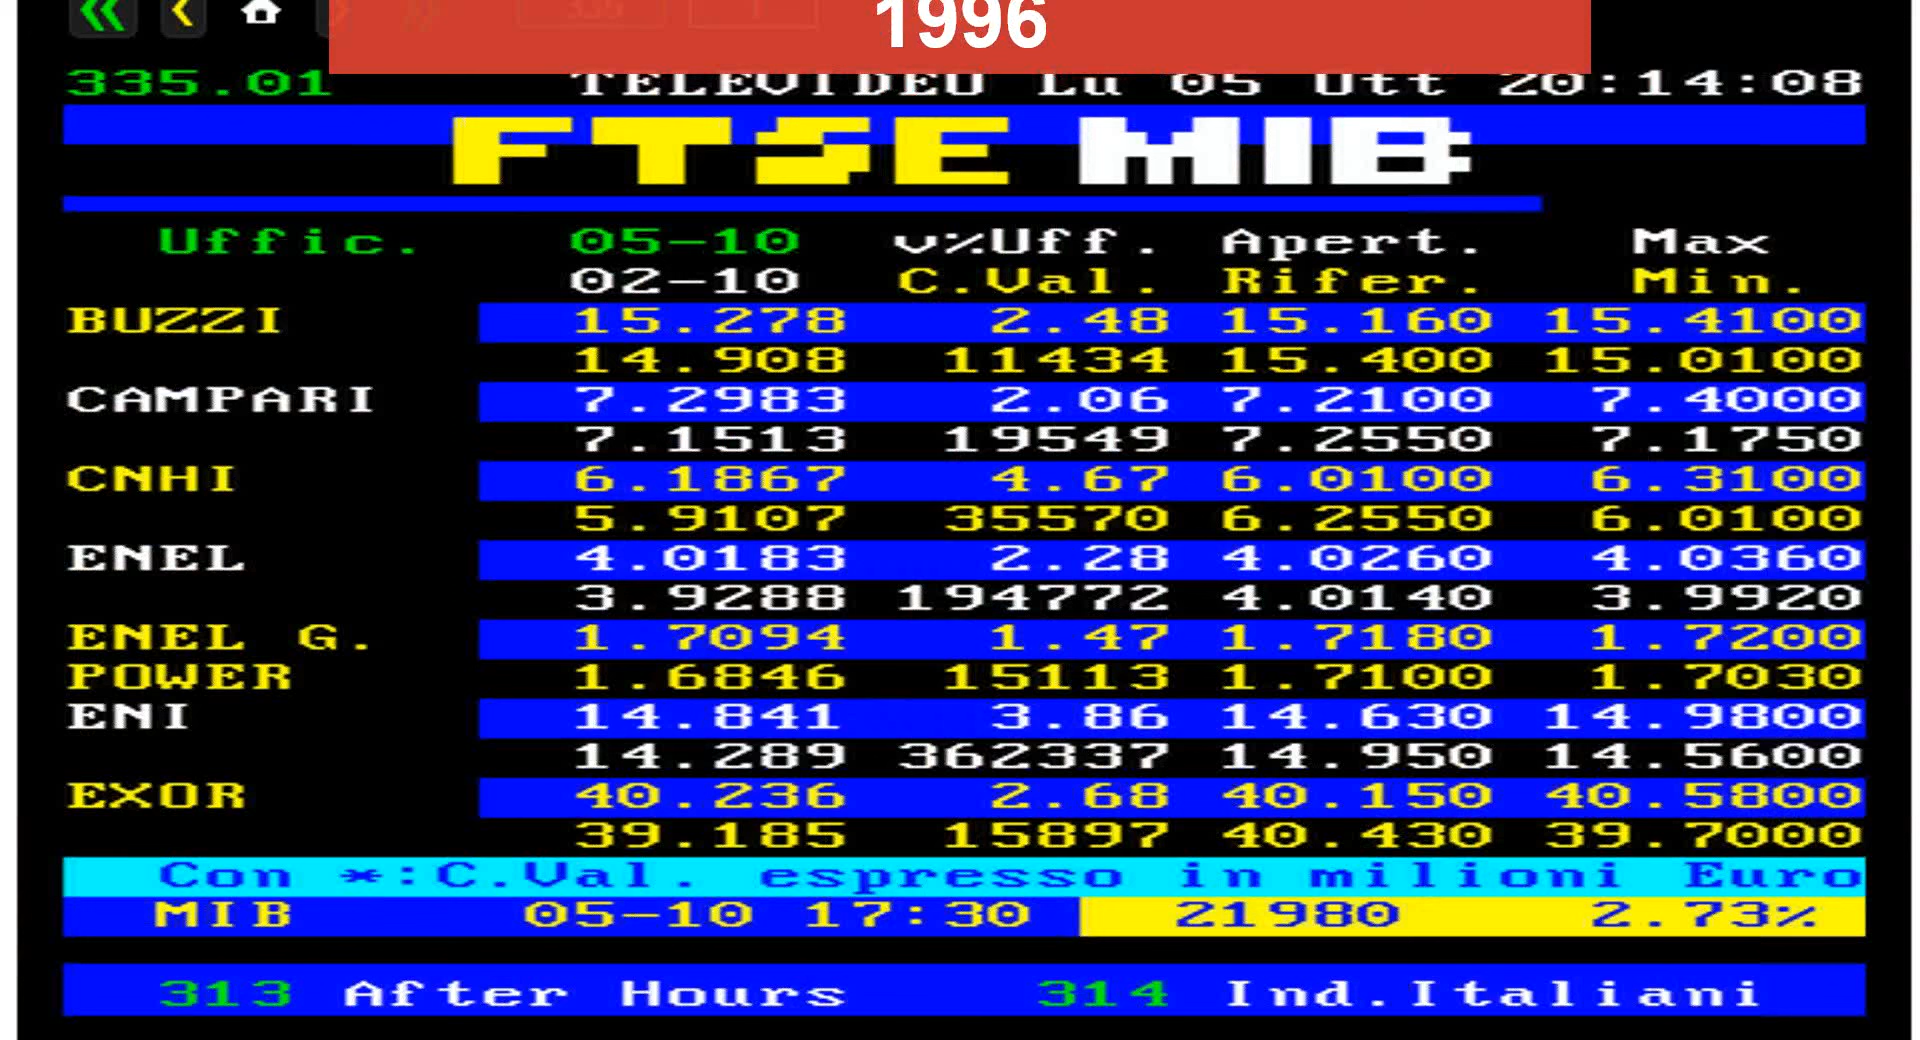 1996
335.01 TELEVIDEO Lu 05 Ott 20:14:08
FTSE MIB
Uffic. 05-10 v%Uff. Apert. Max
02-10 C.Val. Rifer. Min.
BUZZI 15.278 2.48 15.160 15.4100
14.908 11434 15.400 15.0100
CAMPARI 7.2983 2.06 7.2100 7.4000
7.1513 19549 7.2550 7.1750
CNHI 6.1867 4.67 6.0100 6.3100
5.9107 35570 6.2550 6.0100
ENEL 4.0183 2.28 4.0260 4.0360
3.9288 194772 4.0140 3.9920
ENEL G. 1.7094 1.47 1.7180 1.7200
POWER 1.6846 15113 1.7100 1.7030
ENI 14.841 3.86 14.630 14.9800
14.289 362337 14.950 14.5600
EXOR 40.236 2.68 40.150 40.5800
39.185 15897 40.430 39.7000
Con *:C.Val. espresso in milioni Euro
MIB 05-10 17:30 21980 2.73%
313 After Hours 314 Ind.Italiani